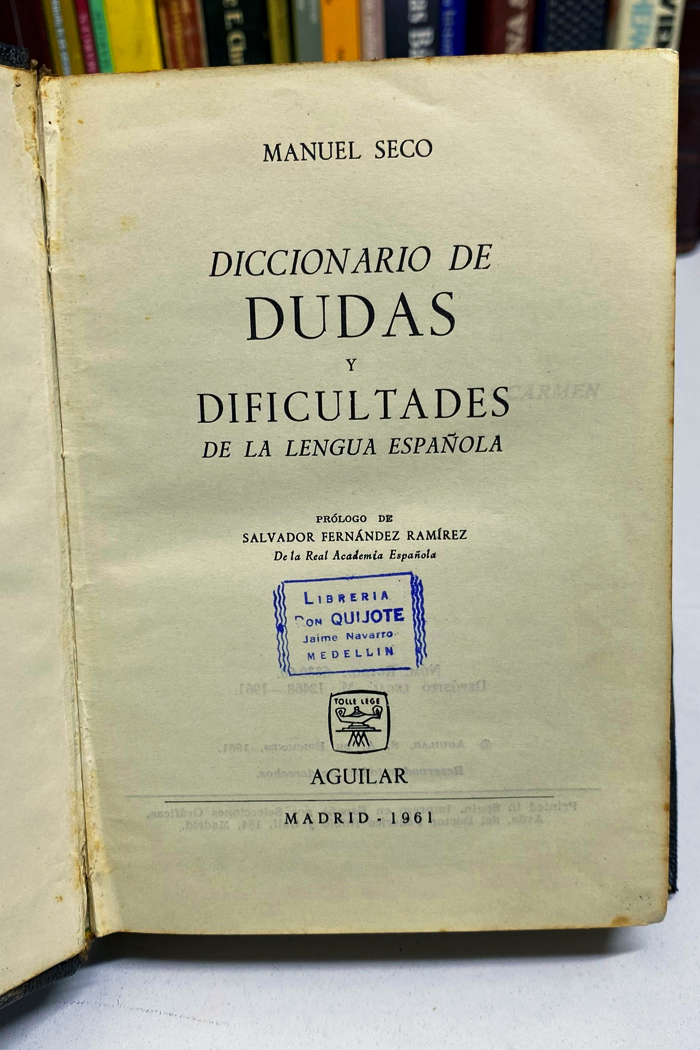 MANUEL SECO
DICCIONARIO DE
DUDAS
Y
DIFICULTADES
DE LA LENGUA ESPAÑOLA
CARMEN
PRÓLOGO DE
SALVADOR FERNÁNDEZ RAMÍREZ
De la Real Academia Española
LIBRERIA
DON QUIJOTE
Jaime Navarro
MEDELLIN
TOLLE LEGE
AGUILAR
MADRID - 1961